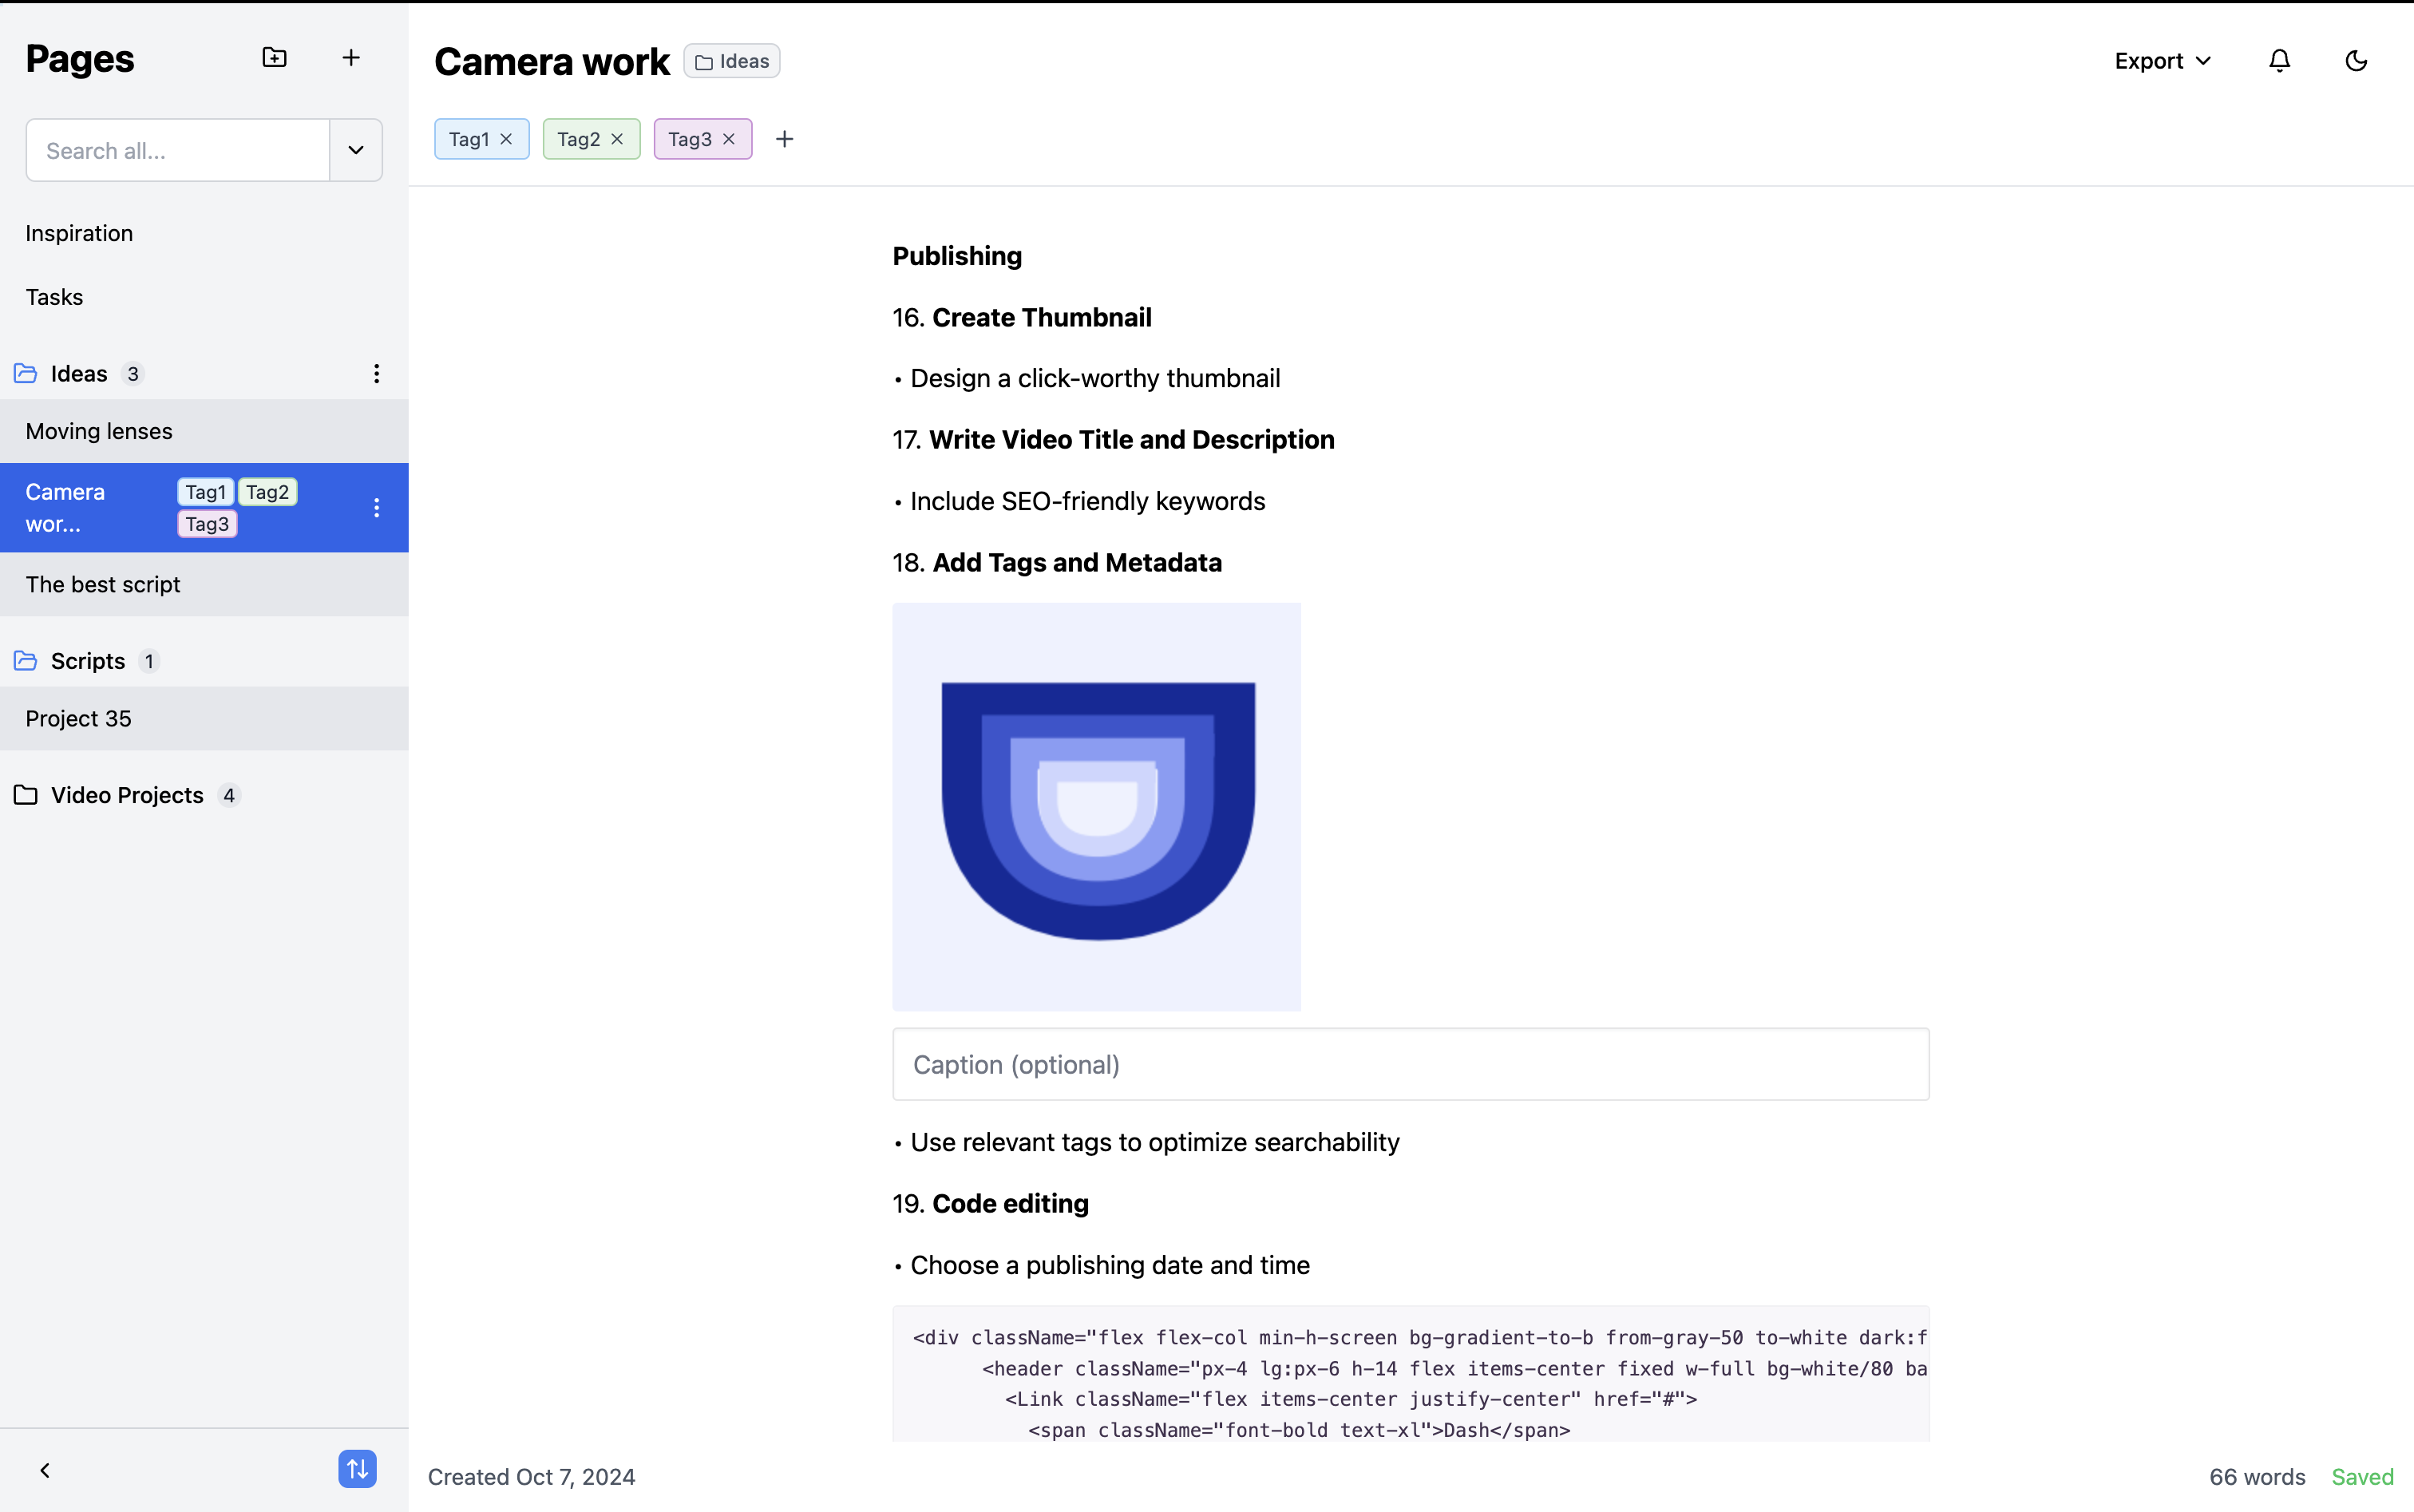 Pages
Search all...
Inspiration
Tasks
Ideas 3
Moving lenses
Camera wor... Tag1 Tag2 Tag3
The best script
Scripts 1
Project 35
Video Projects 4
Camera work Ideas
Export
Tag1 Tag2 Tag3
Publishing
16. Create Thumbnail
• Design a click-worthy thumbnail
17. Write Video Title and Description
• Include SEO-friendly keywords
18. Add Tags and Metadata
Caption (optional)
• Use relevant tags to optimize searchability
19. Code editing
• Choose a publishing date and time
<div className="flex flex-col min-h-screen bg-gradient-to-b from-gray-50 to-white dark:f
<header className="px-4 lg:px-6 h-14 flex items-center fixed w-full bg-white/80 ba
<Link className="flex items-center justify-center" href="#">
<span className="font-bold text-xl">Dash</span>
Created Oct 7, 2024
66 words Saved